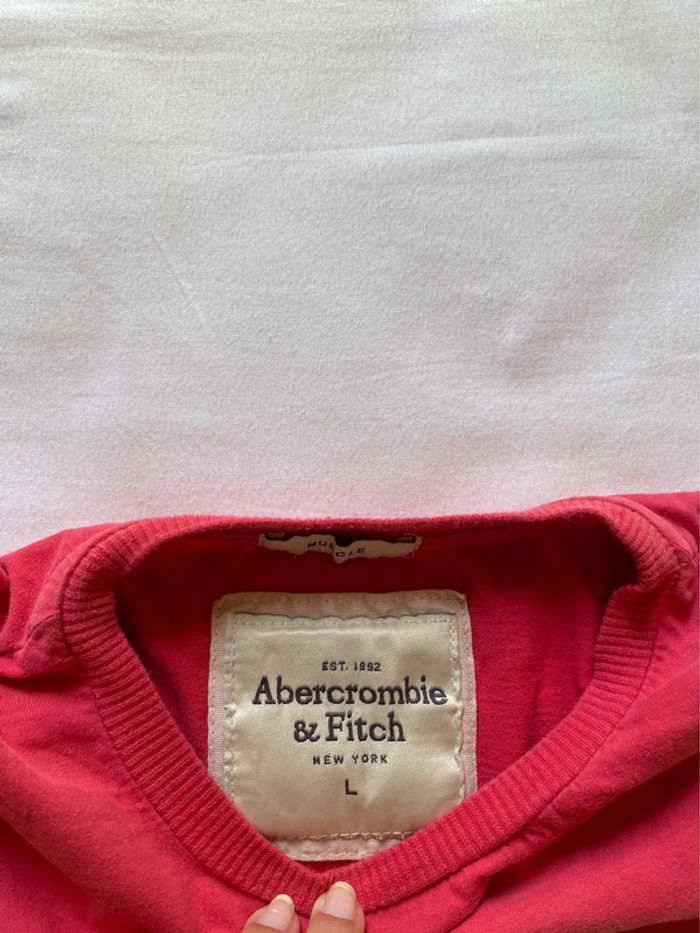 MUSCLE
EST. 1892
Abercrombie
& Fitch
NEW YORK
L